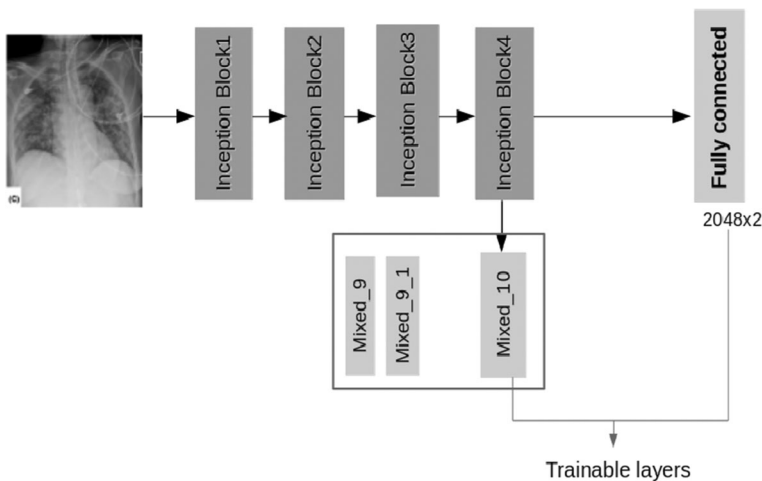 Inception Block1
Inception Block2
Inception Block3
Inception Block4
Fully connected
2048x2
Mixed_9
Mixed_9_1
Mixed_10
Trainable layers